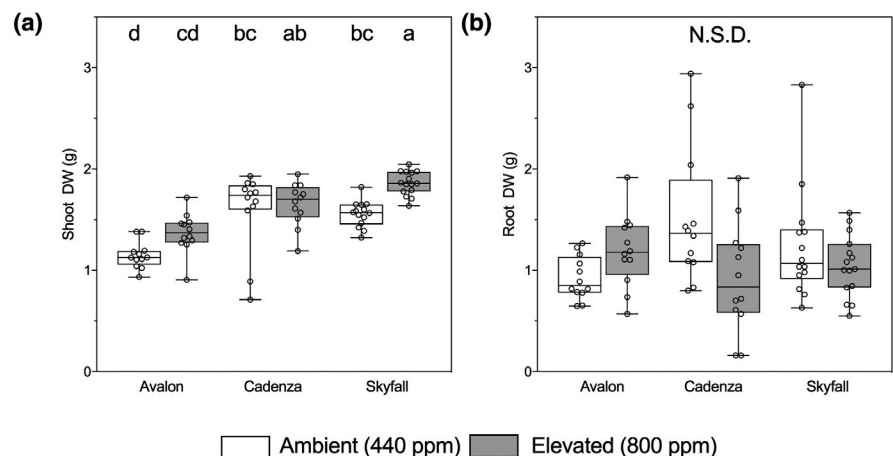 (a)
d cd bc ab bc a
3
2
1
0
Shoot DW (g)
Avalon Cadenza Skyfall
(b)
N.S.D.
3
2
1
0
Root DW (g)
Avalon Cadenza Skyfall
Ambient (440 ppm) Elevated (800 ppm)